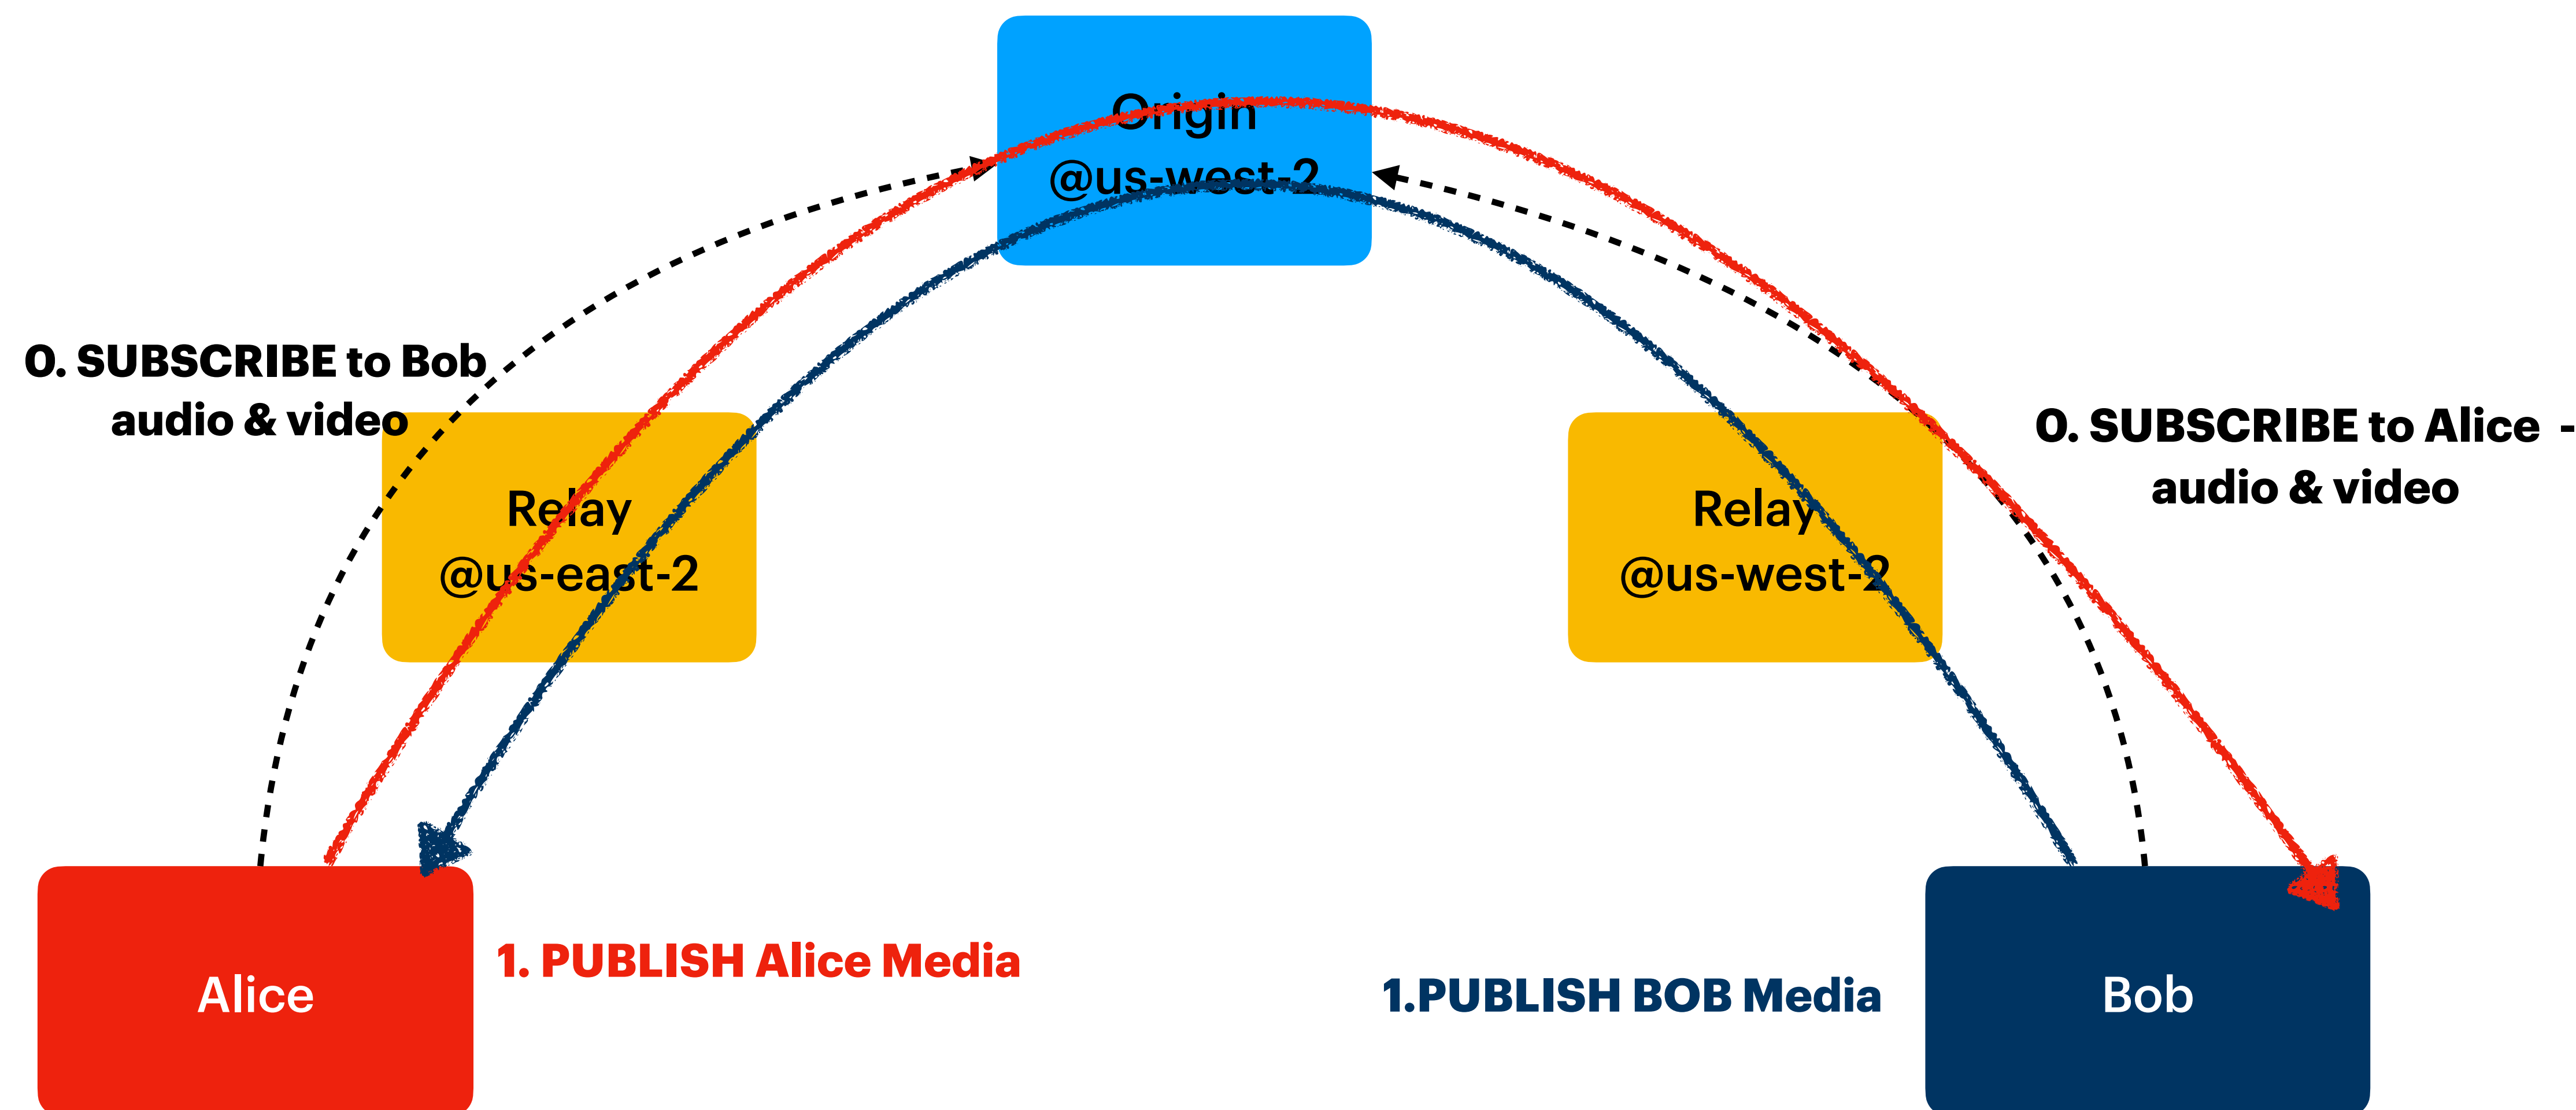 Origin
@us-west-2
0. SUBSCRIBE to Bob
audio & video
0. SUBSCRIBE to Alice -
audio & video
Relay
@us-east-2
Relay
@us-west-2
1. PUBLISH Alice Media
Alice
1.PUBLISH BOB Media
Bob